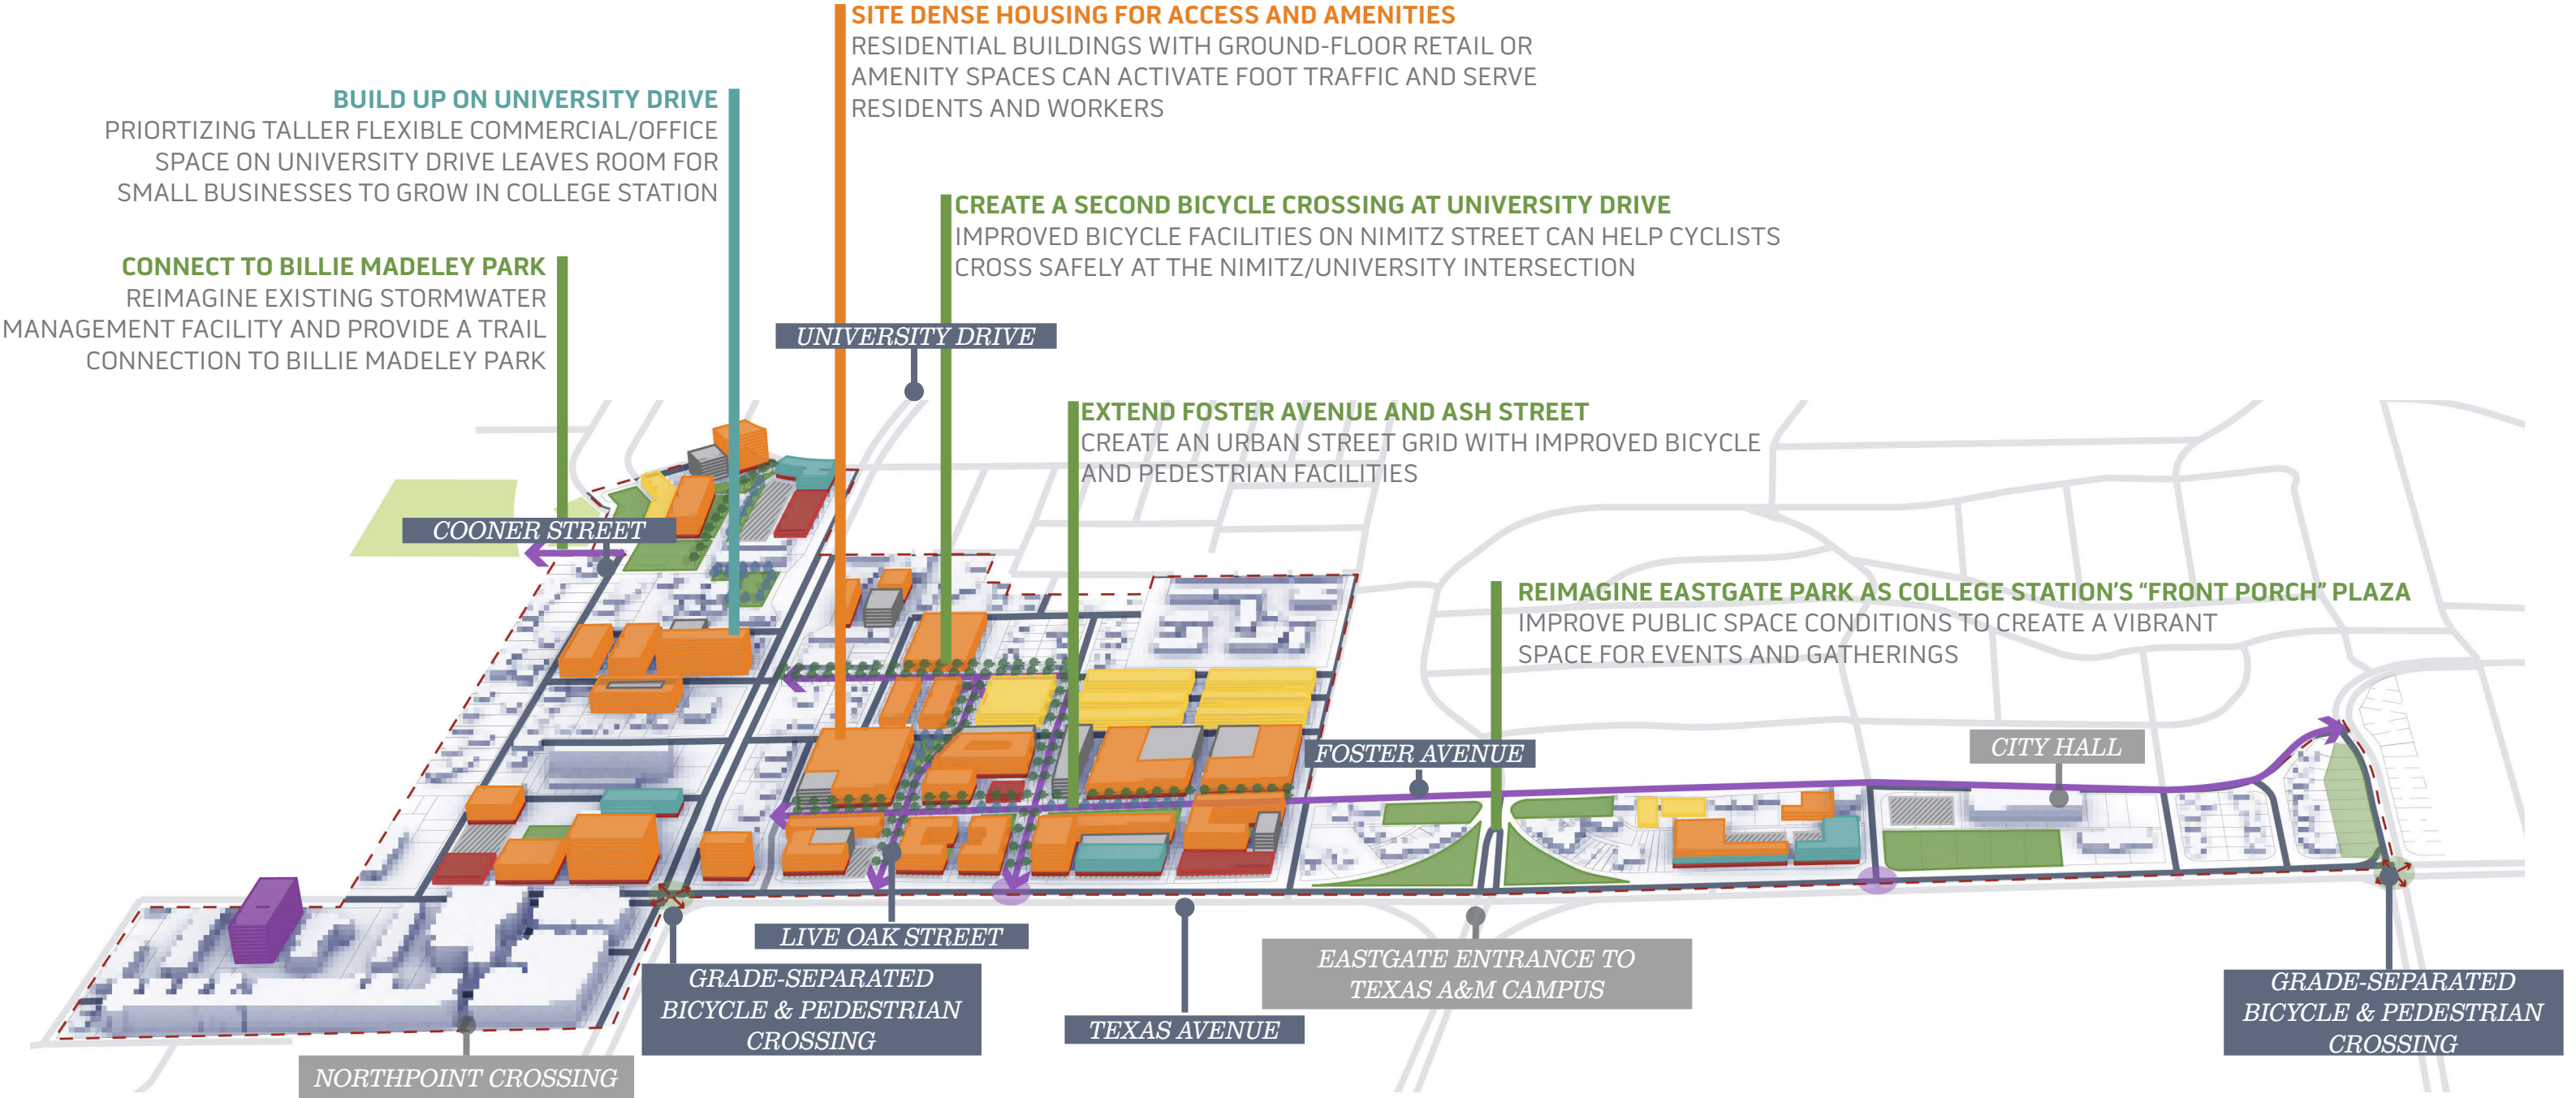 SITE DENSE HOUSING FOR ACCESS AND AMENITIES
RESIDENTIAL BUILDINGS WITH GROUND-FLOOR RETAIL OR
AMENITY SPACES CAN ACTIVATE FOOT TRAFFIC AND SERVE
RESIDENTS AND WORKERS
BUILD UP ON UNIVERSITY DRIVE
PRIORTIZING TALLER FLEXIBLE COMMERCIAL/OFFICE
SPACE ON UNIVERSITY DRIVE LEAVES ROOM FOR
SMALL BUSINESSES TO GROW IN COLLEGE STATION
CREATE A SECOND BICYCLE CROSSING AT UNIVERSITY DRIVE
IMPROVED BICYCLE FACILITIES ON NIMITZ STREET CAN HELP CYCLISTS
CROSS SAFELY AT THE NIMITZ/UNIVERSITY INTERSECTION
CONNECT TO BILLIE MADELEY PARK
REIMAGINE EXISTING STORMWATER
MANAGEMENT FACILITY AND PROVIDE A TRAIL
CONNECTION TO BILLIE MADELEY PARK
UNIVERSITY DRIVE
EXTEND FOSTER AVENUE AND ASH STREET
CREATE AN URBAN STREET GRID WITH IMPROVED BICYCLE
AND PEDESTRIAN FACILITIES
COONER STREET
REIMAGINE EASTGATE PARK AS COLLEGE STATION'S “FRONT PORCH” PLAZA
IMPROVE PUBLIC SPACE CONDITIONS TO CREATE A VIBRANT
SPACE FOR EVENTS AND GATHERINGS
FOSTER AVENUE
CITY HALL
LIVE OAK STREET
GRADE-SEPARATED
BICYCLE & PEDESTRIAN
CROSSING
EASTGATE ENTRANCE TO
TEXAS A&M CAMPUS
TEXAS AVENUE
GRADE-SEPARATED
BICYCLE & PEDESTRIAN
CROSSING
NORTHPOINT CROSSING